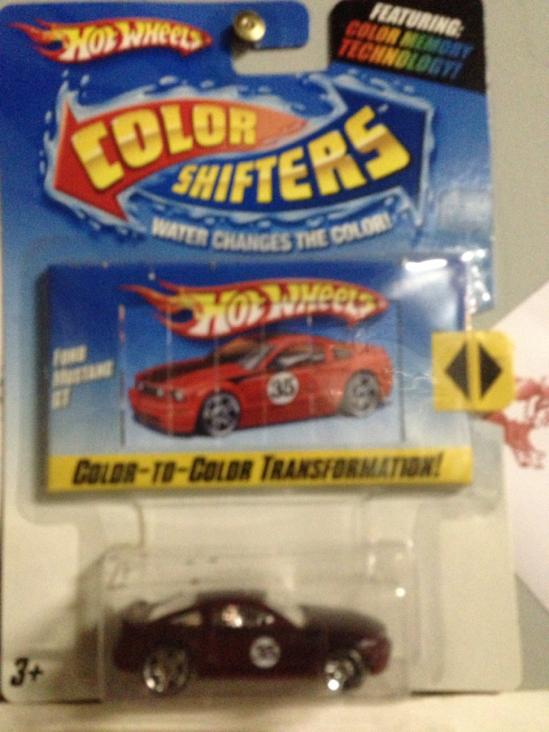 HOT WHEELS
FEATURING:
COLOR MEMORY
TECHNOLOGY!
COLOR
SHIFTERS
WATER CHANGES THE COLOR!
HOT WHEELS
FORD
MUSTANG
GT
35
COLOR-TO-COLOR TRANSFORMATION!
35
3+